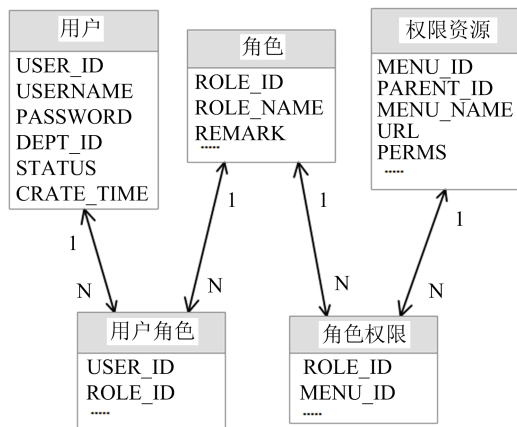 用户
USER_ID
USERNAME
PASSWORD
DEPT_ID
STATUS
CRATE_TIME
角色
ROLE_ID
ROLE_NAME
REMARK
.....
权限资源
MENU_ID
PARENT_ID
MENU_NAME
URL
PERMS
.....
1
N
1
N
1
N
1
N
用户角色
USER_ID
ROLE_ID
.....
角色权限
ROLE_ID
MENU_ID
.....